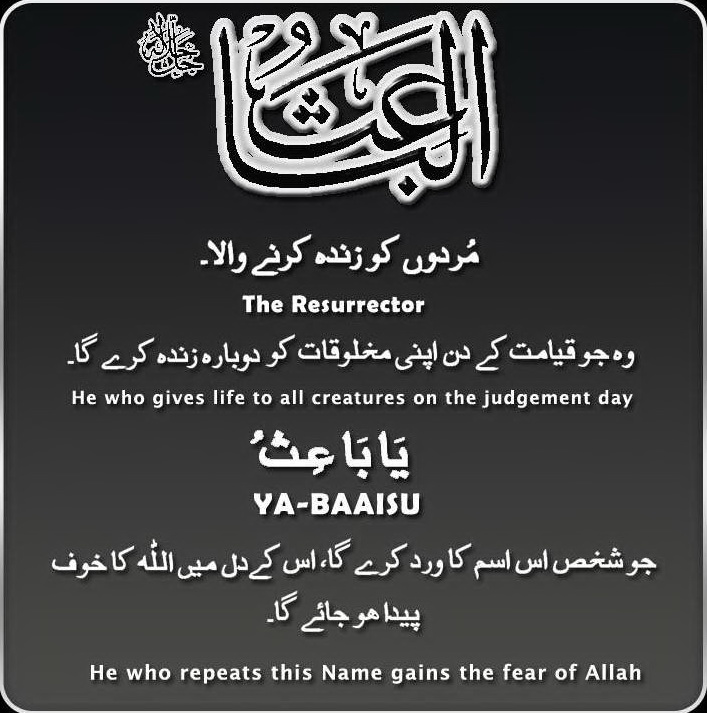 الباعث
جل جلاله
مُردوں کو زندہ کرنے والا۔
The Resurrector
وہ جو قیامت کے دن اپنی مخلوقات کو دوبارہ زندہ کرے گا۔
He who gives life to all creatures on the judgement day
يَا بَاعِثُ
YA-BAAISU
جو شخص اس اسم کا ورد کرے گا، اس کے دل میں اللّٰہ کا خوف
پیدا ھو جائے گا۔
He who repeats this Name gains the fear of Allah